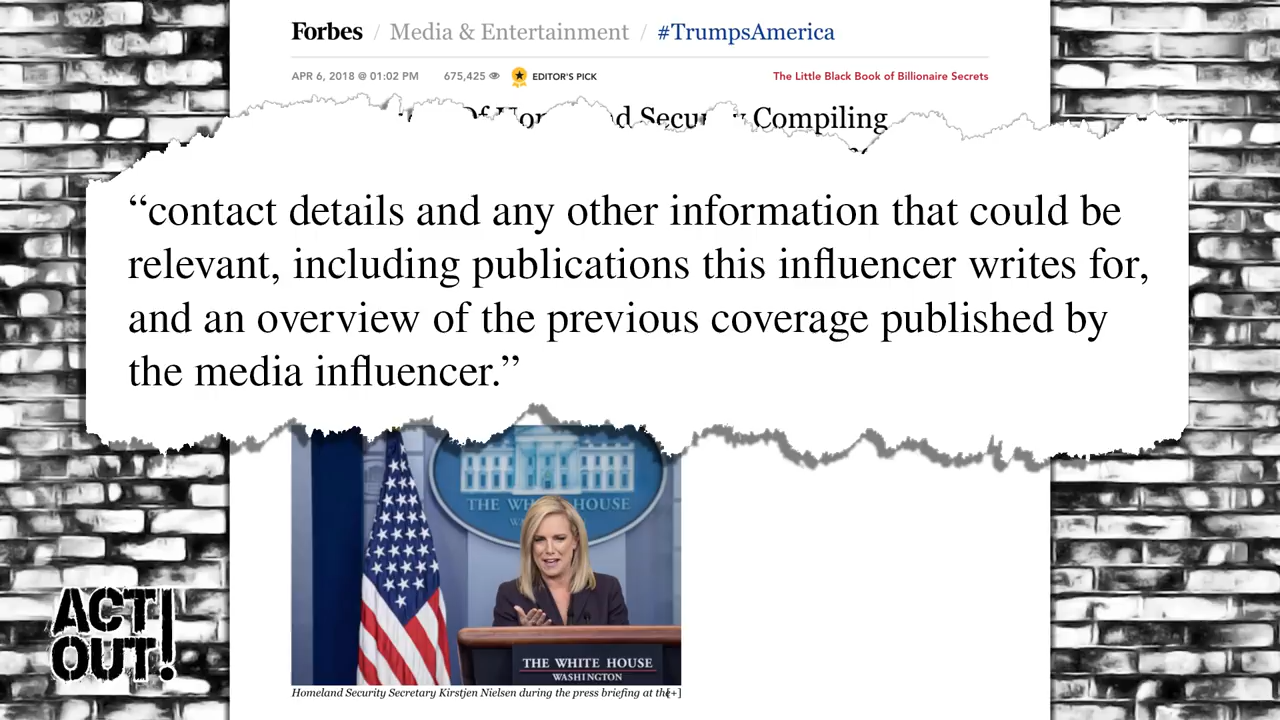 Forbes / Media & Entertainment / #TrumpsAmerica
APR 6, 2018 @ 01:02 PM 675,425 EDITOR'S PICK The Little Black Book of Billionaire Secrets
Of Security Compiling
“contact details and any other information that could be
relevant, including publications this influencer writes for,
and an overview of the previous coverage published by
the media influencer.”
THE WHITE HOUSE
THE WHITE HOUSE
WASHINGTON
ACT
OUT!
Homeland Security Secretary Kirstjen Nielsen during the press briefing at th[+]